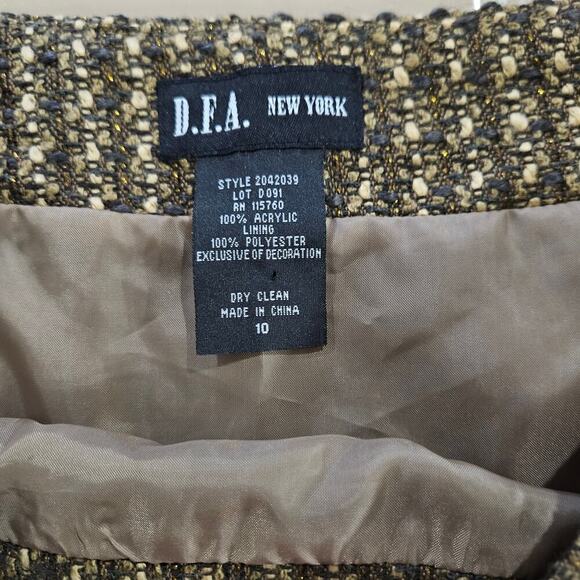 D.F.A. NEW YORK
STYLE 2042039
LOT D091
RN 115760
100% ACRYLIC
LINING
100% POLYESTER
EXCLUSIVE OF DECORATION
DRY CLEAN
MADE IN CHINA
10